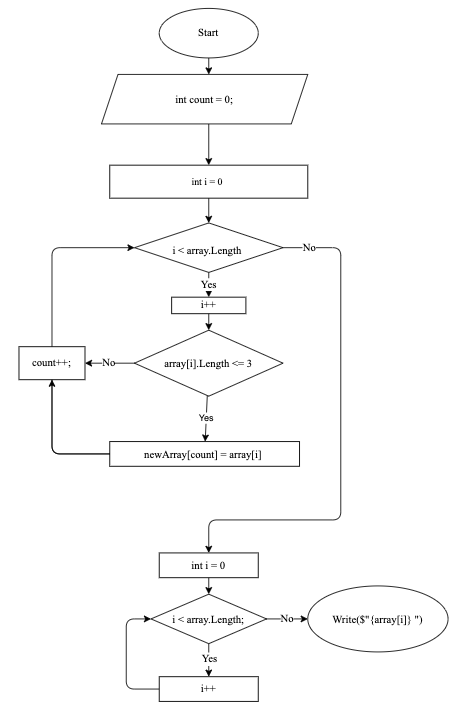 Start
int count = 0;
int i = 0
i < array.Length
No
Yes
i++
array[i].Length <= 3
No
count++;
Yes
newArray[count] = array[i]
int i = 0
i < array.Length;
No
Write($"{array[i]} ")
Yes
i++